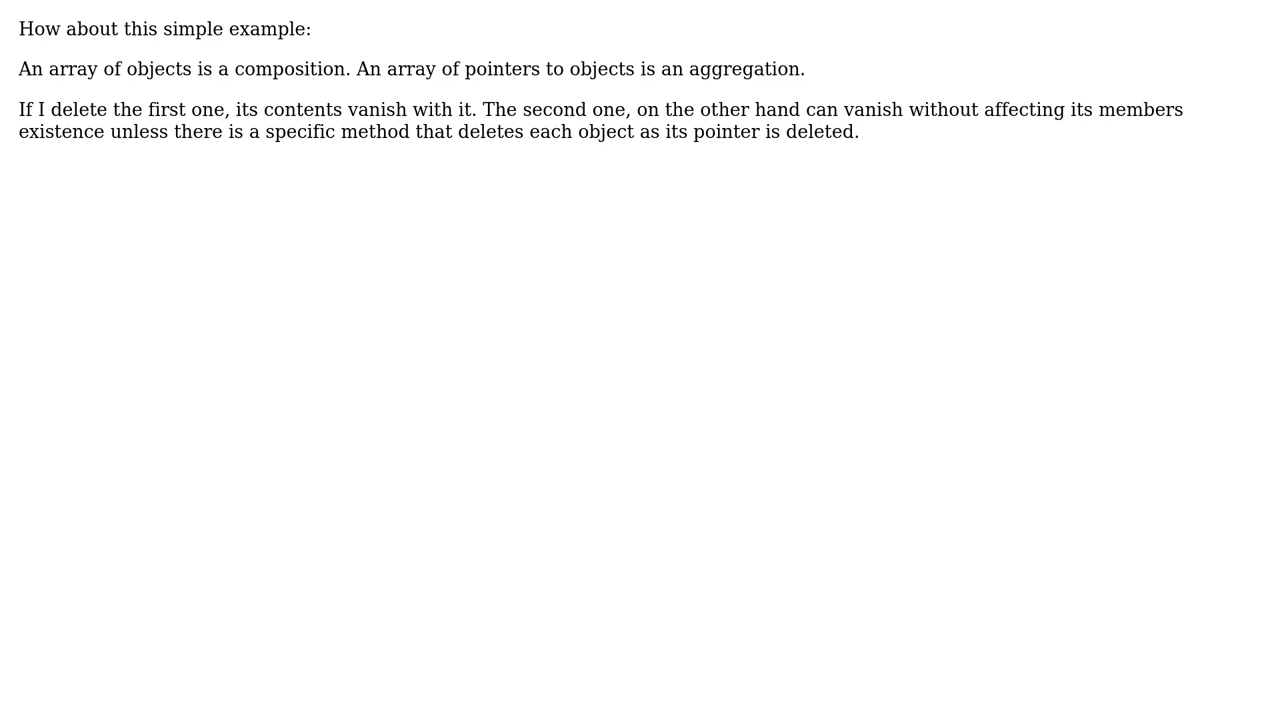 How about this simple example:
An array of objects is a composition. An array of pointers to objects is an aggregation.
If I delete the first one, its contents vanish with it. The second one, on the other hand can vanish without affecting its members
existence unless there is a specific method that deletes each object as its pointer is deleted.